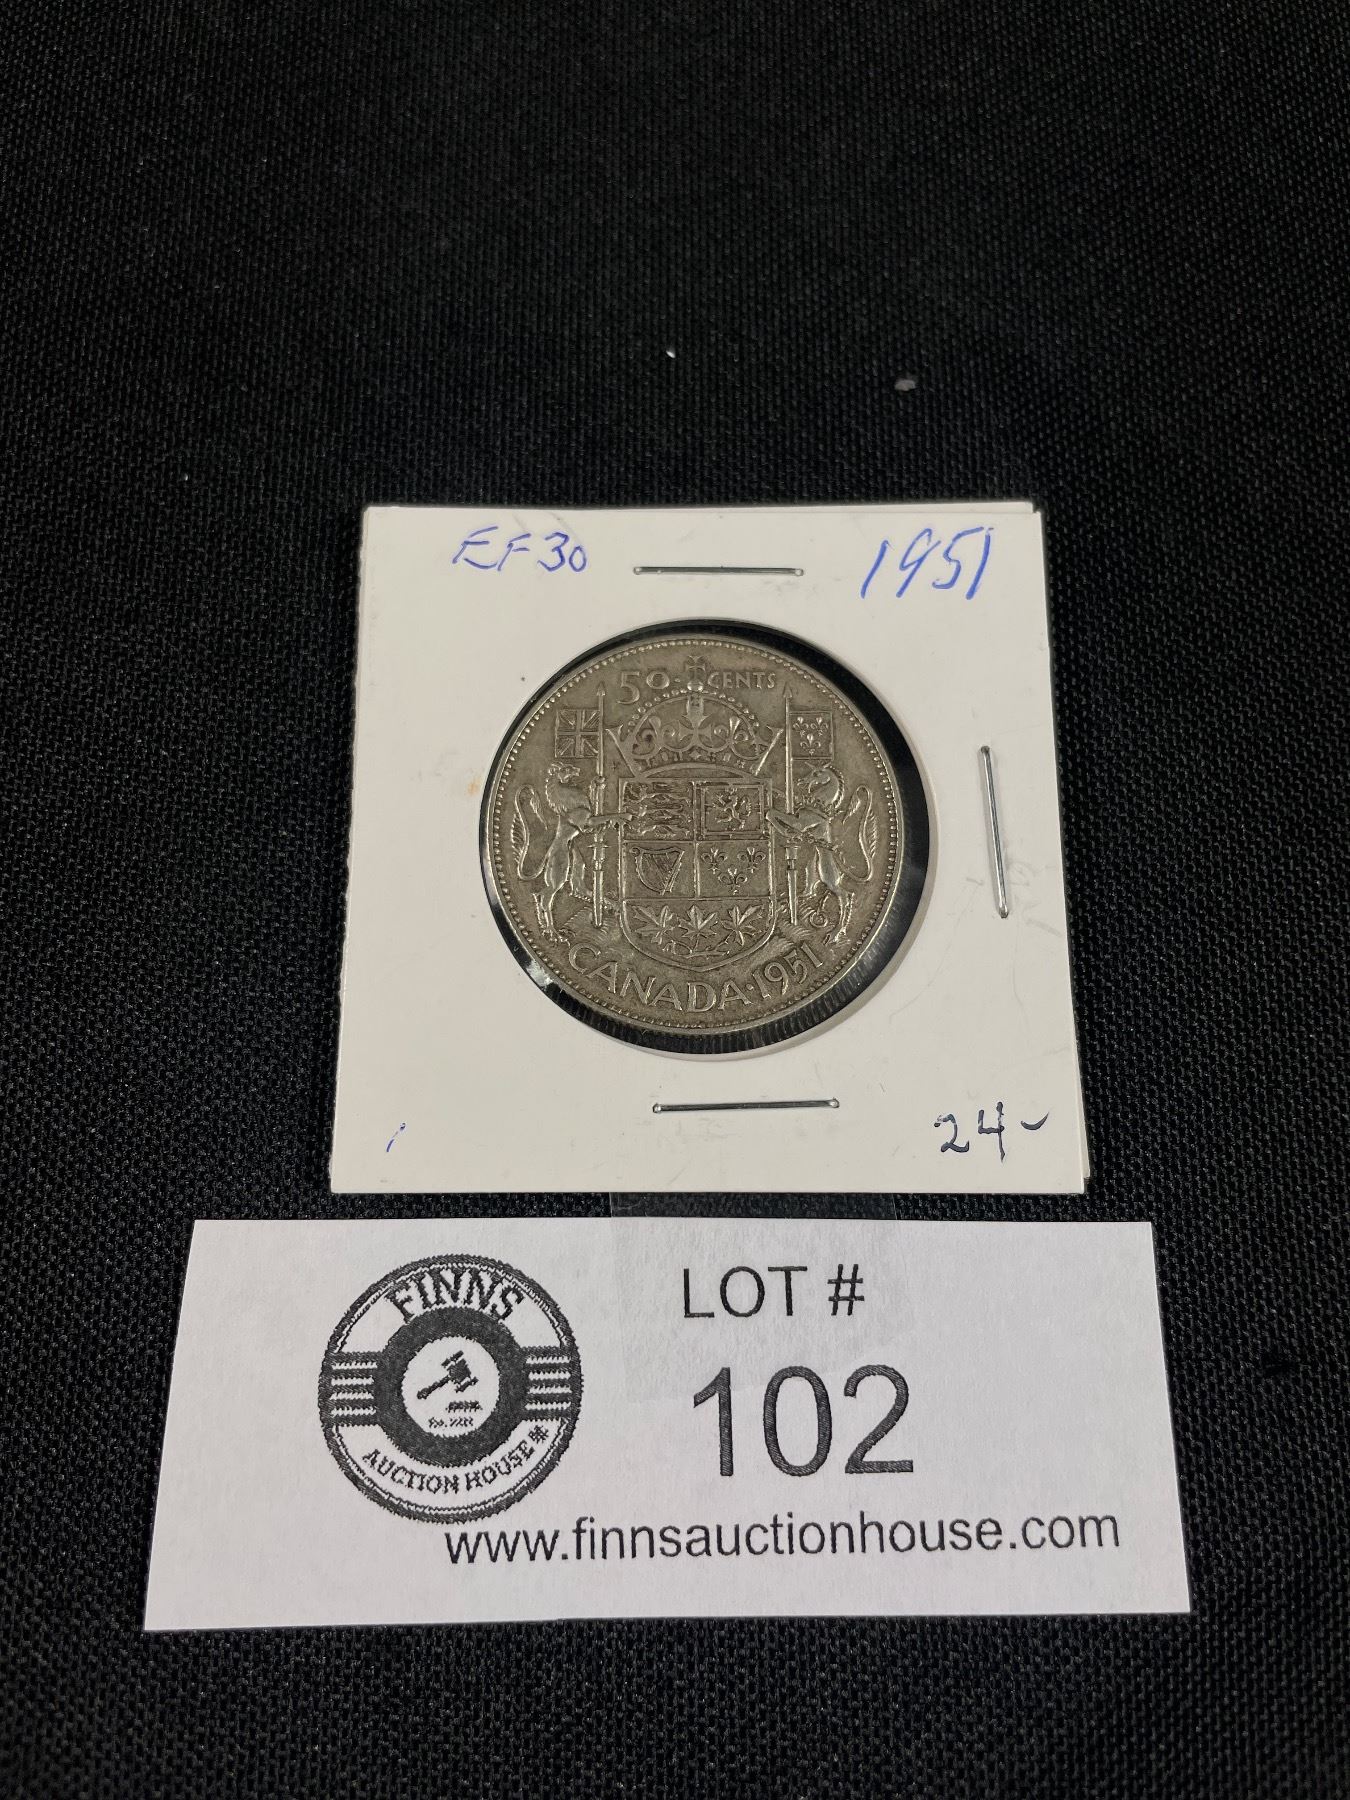 EF30
1951
50 CENTS
CANADA·1951
24-
FINNS
AUCTION HOUSE
LOT #
102
www.finnsauctionhouse.com